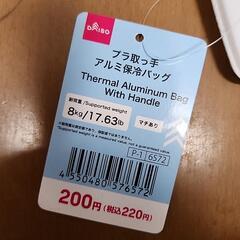 DAISO
プラ取っ手
アルミ保冷バッグ
Thermal Aluminum Bag
With Handle
耐荷重/Supported weight
8kg/17.63lb
マチあり
P-1 6572
4 550480 576572
200円(税込220円)